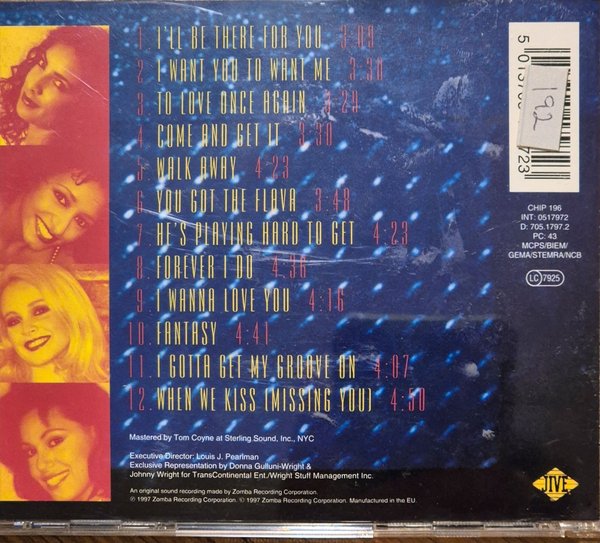 1. I'LL BE THERE FOR YOU 3:09
2. I WANT YOU TO WANT ME 3:30
3. TO LOVE ONCE AGAIN 3:29
4. COME AND GET IT 3:30
5. WALK AWAY 4:23
6. YOU GOT THE FLAVA 3:48
7. HE'S PLAYING HARD TO GET 4:23
8. FOREVER I DO 4:36
9. I WANNA LOVE YOU 4:16
10. FANTASY 4:41
11. I GOTTA GET MY GROOVE ON 4:07
12. WHEN WE KISS (MISSING YOU) 4:50
Mastered by Tom Coyne at Sterling Sound, Inc., NYC
Executive Director: Louis J. Pearlman
Exclusive Representation by Donna Gulluni-Wright &
Johnny Wright for TransContinental Ent./Wright Stuff Management Inc.
An original sound recording made by Zomba Recording Corporation.
℗ 1997 Zomba Recording Corporation. © 1997 Zomba Recording Corporation. Manufactured in the EU.
192
723
CHIP 196
INT: 0517972
D: 705.1797.2
PC: 43
MCPS/BIEM/
GEMA/STEMRA/NCB
LC 7925
JIVE